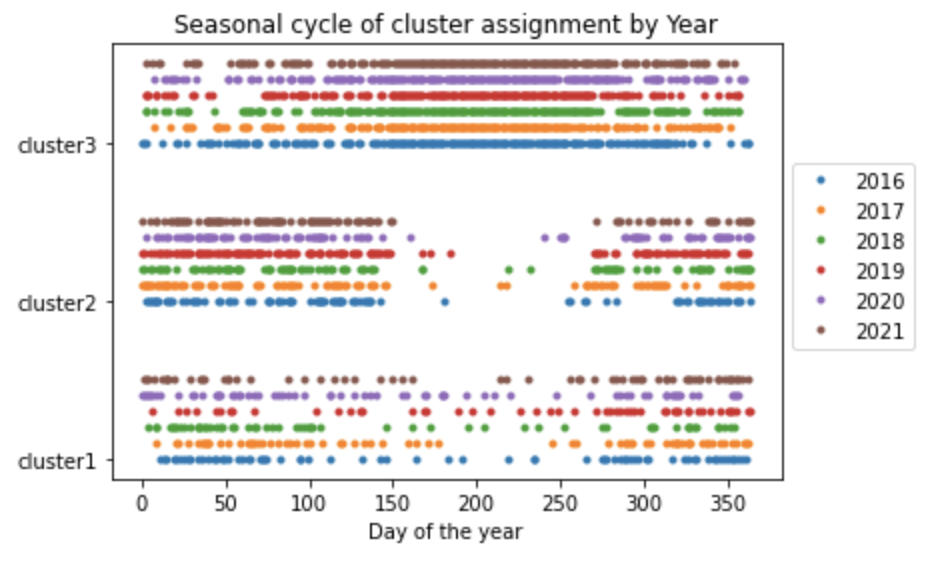 Seasonal cycle of cluster assignment by Year
cluster3
cluster2
cluster1
0 50 100 150 200 250 300 350
Day of the year
2016
2017
2018
2019
2020
2021